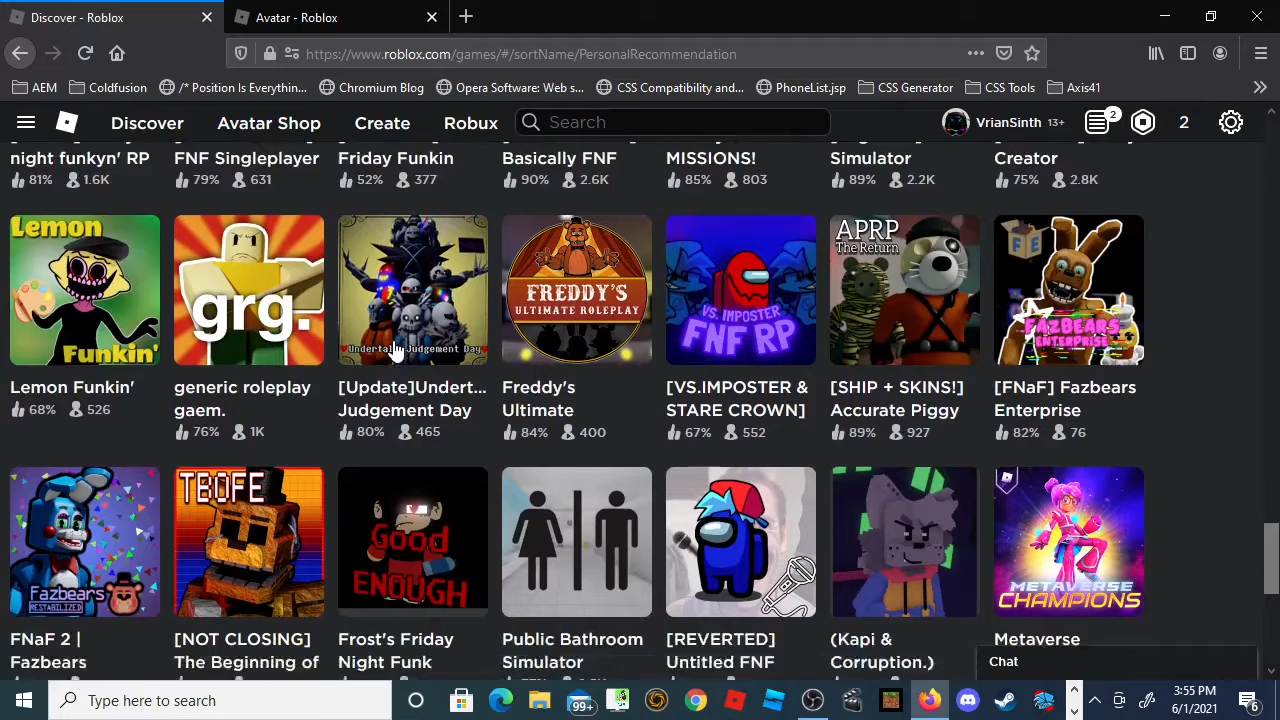 Discover - Roblox
Avatar - Roblox
https://www.roblox.com/games/#/sortName/PersonalRecommendation
AEM Coldfusion /* Position Is Everythin... Chromium Blog Opera Software: Web s... CSS Compatibility and... PhoneList.jsp CSS Generator CSS Tools Axis41
Discover Avatar Shop Create Robux Search VrianSinth 13+ 2 2
night funkyn' RP FNF Singleplayer Friday Funkin Basically FNF MISSIONS! Simulator Creator
81% 1.6K 79% 631 52% 377 90% 2.6K 85% 803 89% 2.2K 75% 2.8K
Lemon
Funkin'
grg.
Undertale Judgement Day
FREDDY'S
ULTIMATE ROLEPLAY
VS. IMPOSTER
FNF RP
APRP
The Return
FE
FAZBEARS
ENTERPRISE
Lemon Funkin' generic roleplay [Update]Undert... Freddy's [VS.IMPOSTER & [SHIP + SKINS!] [FNaF] Fazbears
gaem. Judgement Day Ultimate STARE CROWN] Accurate Piggy Enterprise
68% 526 76% 1K 80% 465 84% 400 67% 552 89% 927 82% 76
Fazbears
RESTABILIZED
TBOFE
Good
ENOUGH
METAVERSE
CHAMPIONS
FNaF 2 | [NOT CLOSING] Frost's Friday Public Bathroom [REVERTED] (Kapi & Metaverse
Fazbears The Beginning of Night Funk Simulator Untitled FNF Corruption.)
Chat
Type here to search
99+
3:55 PM
6/1/2021
6